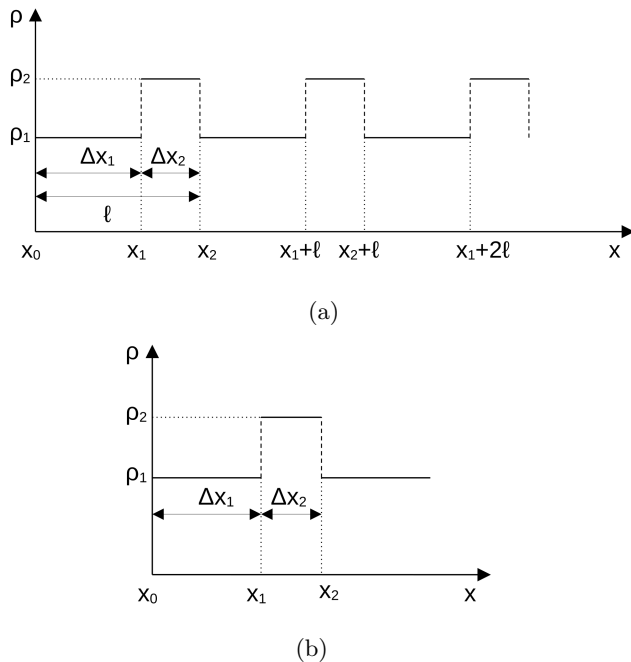 ρ
ρ₂
ρ₁
Δx₁ Δx₂
ℓ
x₀ x₁ x₂ x₁+ℓ x₂+ℓ x₁+2ℓ x
(a)
ρ
ρ₂
ρ₁
Δx₁ Δx₂
x₀ x₁ x₂ x
(b)